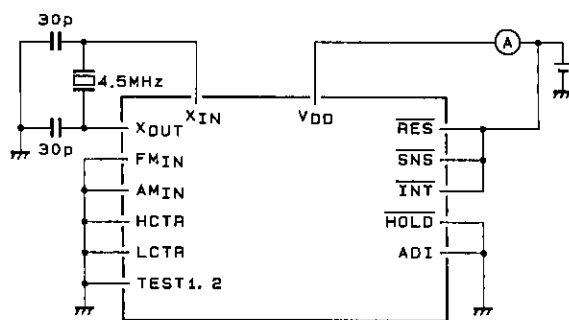 30p
A
4.5MHz
XIN
VDD
XOUT
RES
30p
FMIN
SNS
AMIN
INT
HCTR
HOLD
LCTR
ADI
TEST1. 2